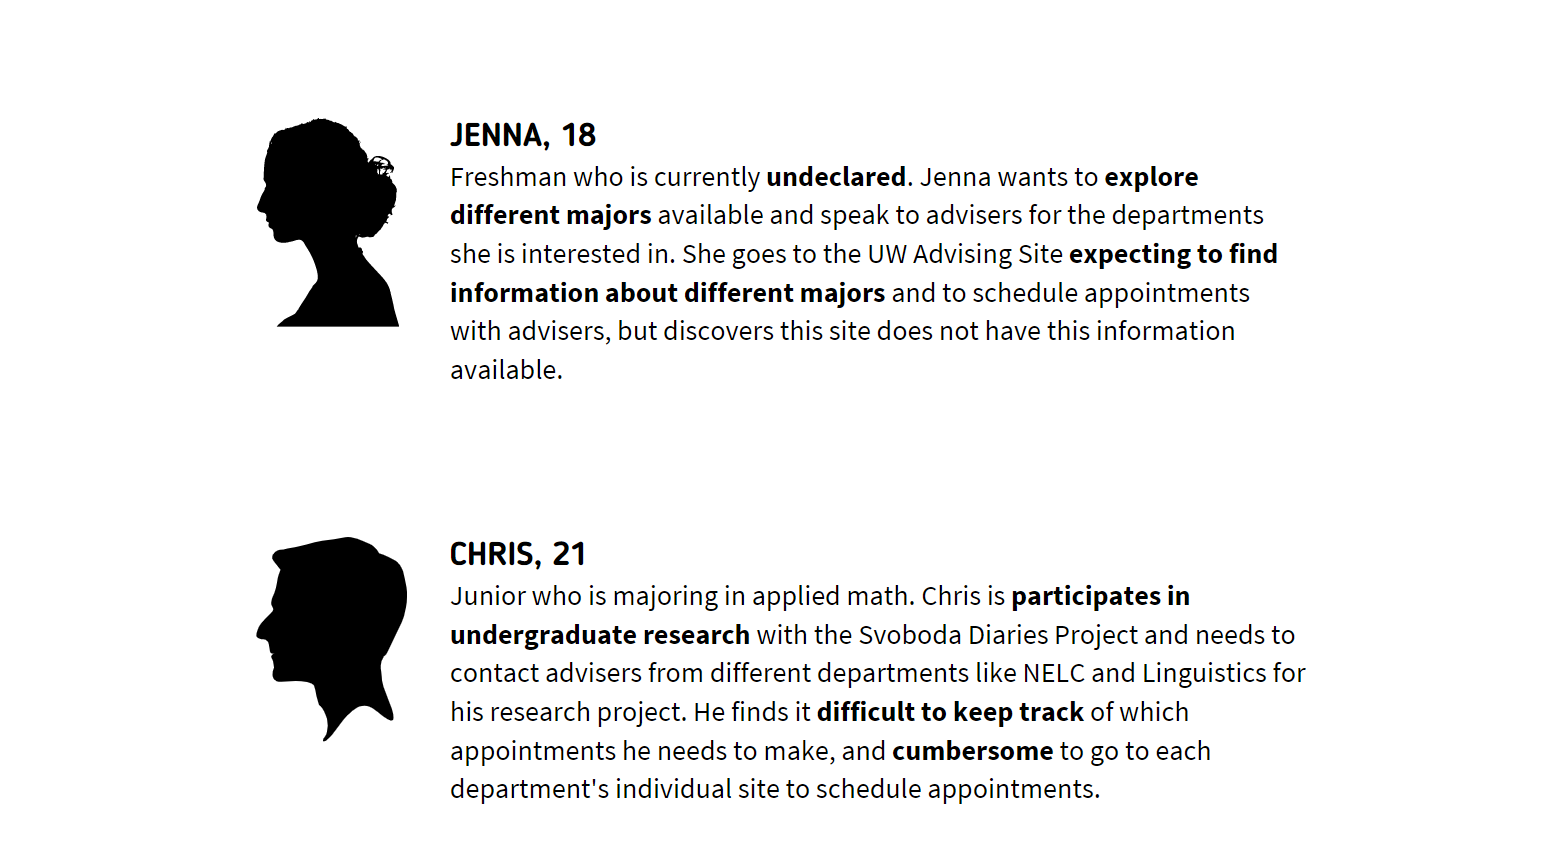 JENNA, 18
Freshman who is currently undeclared. Jenna wants to explore
different majors available and speak to advisers for the departments
she is interested in. She goes to the UW Advising Site expecting to find
information about different majors and to schedule appointments
with advisers, but discovers this site does not have this information
available.
CHRIS, 21
Junior who is majoring in applied math. Chris is participates in
undergraduate research with the Svoboda Diaries Project and needs to
contact advisers from different departments like NELC and Linguistics for
his research project. He finds it difficult to keep track of which
appointments he needs to make, and cumbersome to go to each
department's individual site to schedule appointments.